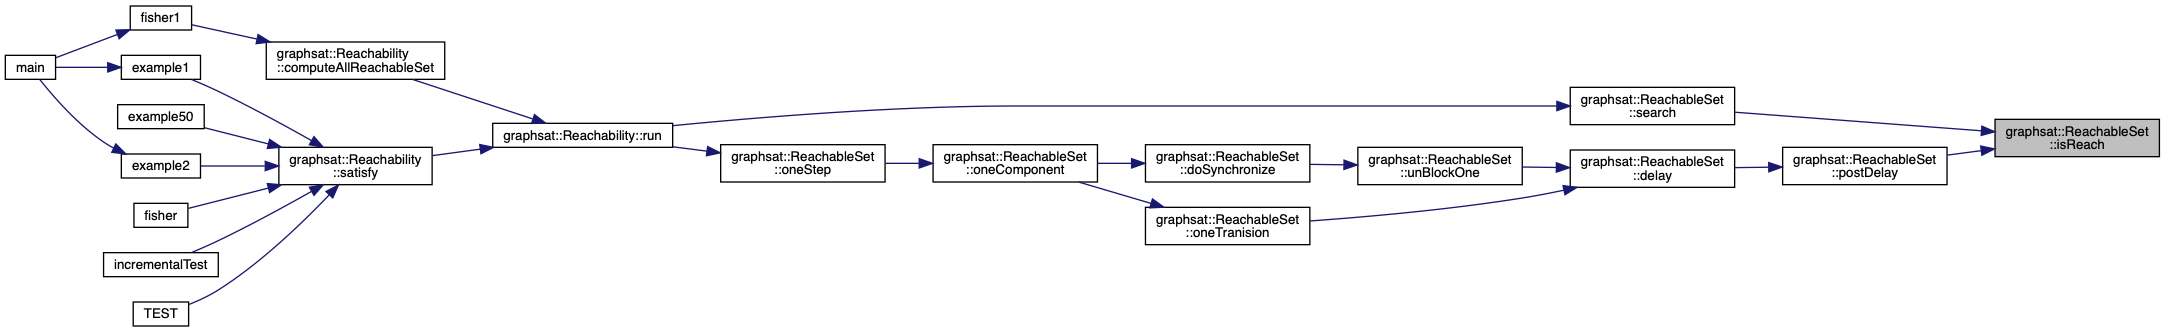 fisher1
main
example1
example50
example2
fisher
incrementalTest
TEST
graphsat::Reachability
::computeAllReachableSet
graphsat::Reachability
::satisfy
graphsat::Reachability::run
graphsat::ReachableSet
::search
graphsat::ReachableSet
::oneStep
graphsat::ReachableSet
::oneComponent
graphsat::ReachableSet
::doSynchronize
graphsat::ReachableSet
::oneTranision
graphsat::ReachableSet
::unBlockOne
graphsat::ReachableSet
::delay
graphsat::ReachableSet
::postDelay
graphsat::ReachableSet
::isReach